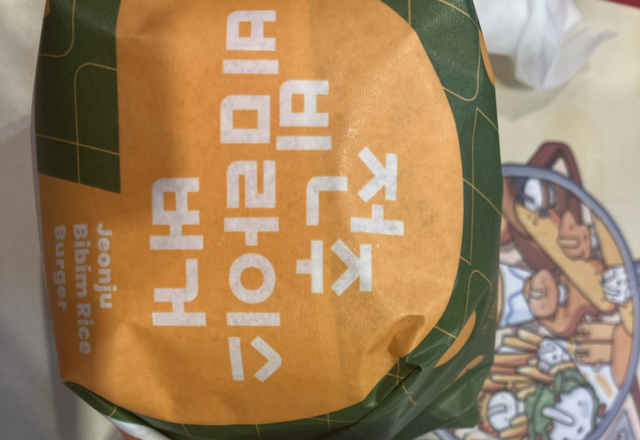 전주
비빔라이스
버거
Jeonju
Bibim Rice
Burger